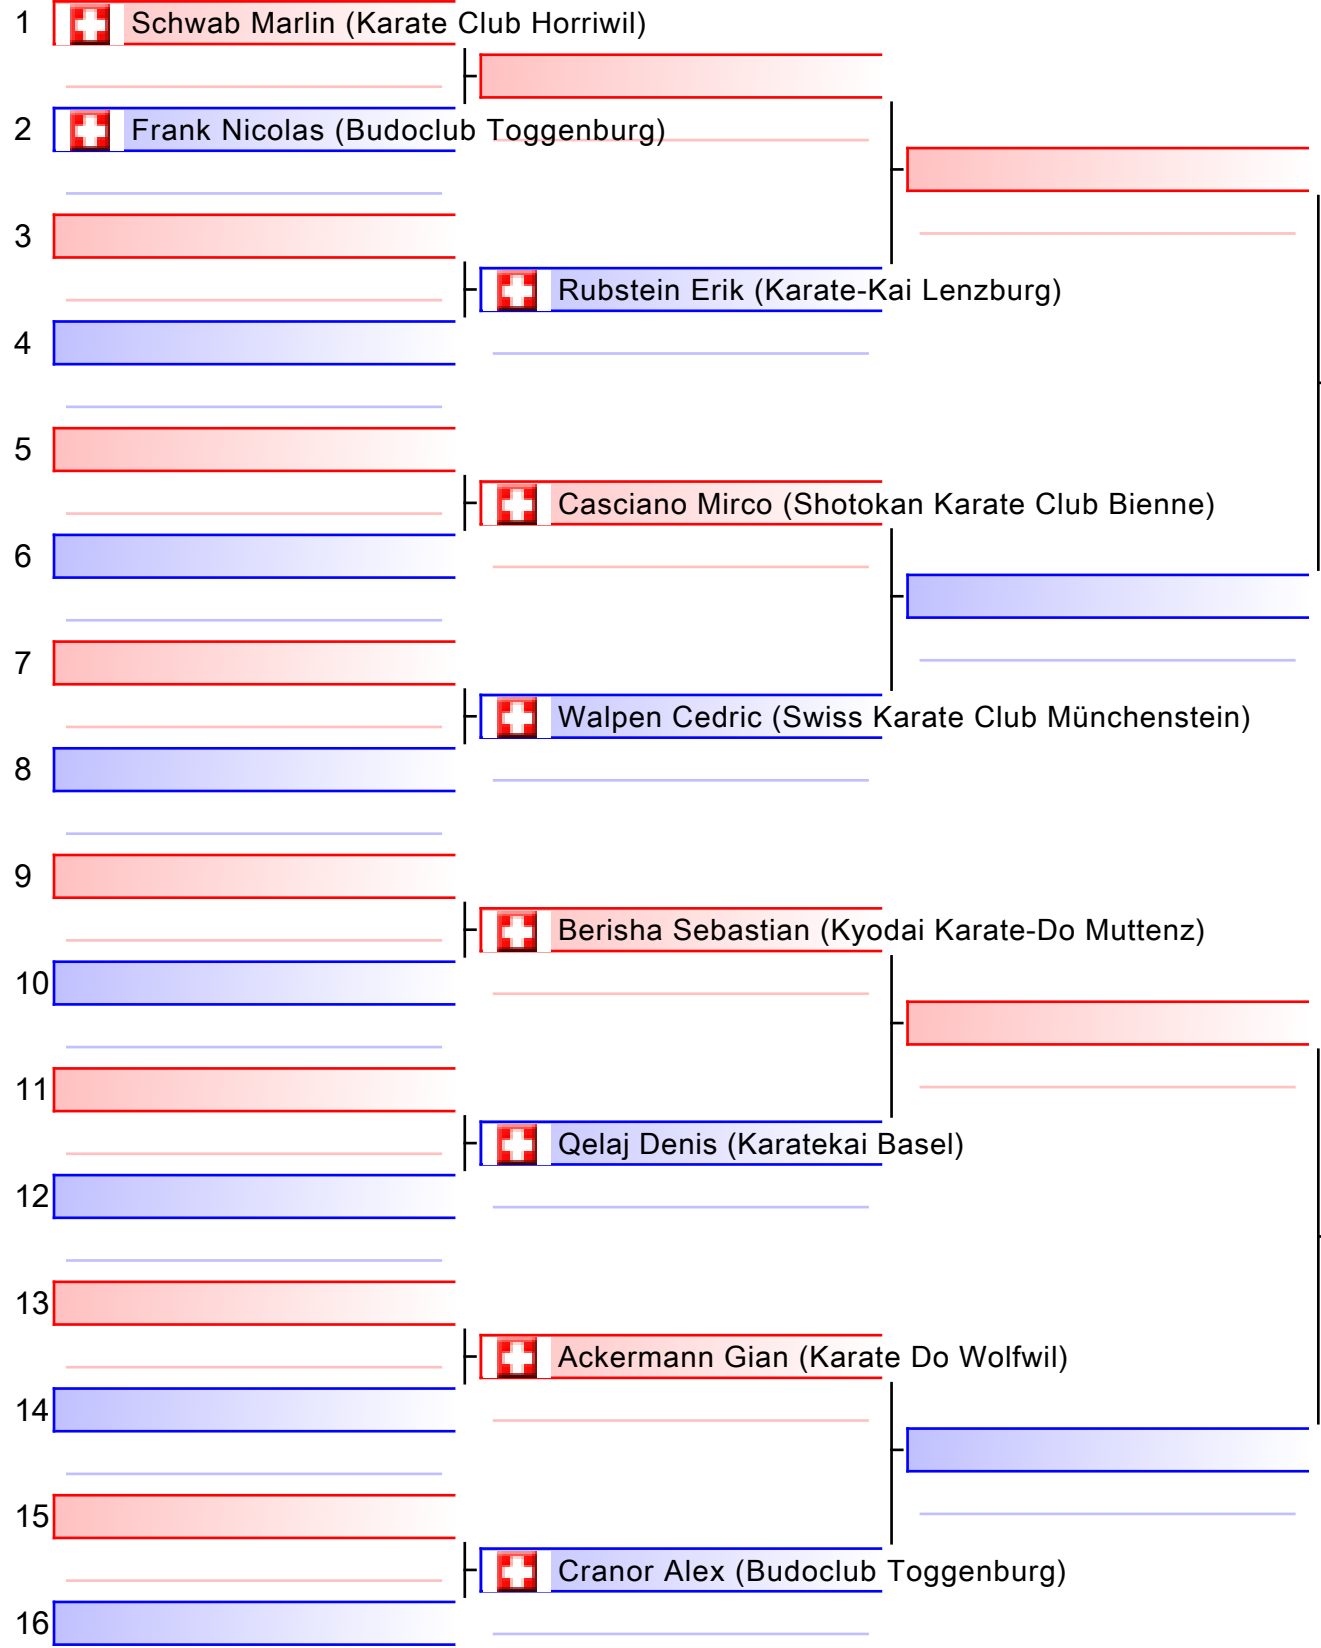 1 Schwab Marlin (Karate Club Horriwil)
2 Frank Nicolas (Budoclub Toggenburg)
3
Rubstein Erik (Karate-Kai Lenzburg)
4
5
Casciano Mirco (Shotokan Karate Club Bienne)
6
7
Walpen Cedric (Swiss Karate Club Münchenstein)
8
9
Berisha Sebastian (Kyodai Karate-Do Muttenz)
10
11
Qelaj Denis (Karatekai Basel)
12
13
Ackermann Gian (Karate Do Wolfwil)
14
15
Cranor Alex (Budoclub Toggenburg)
16